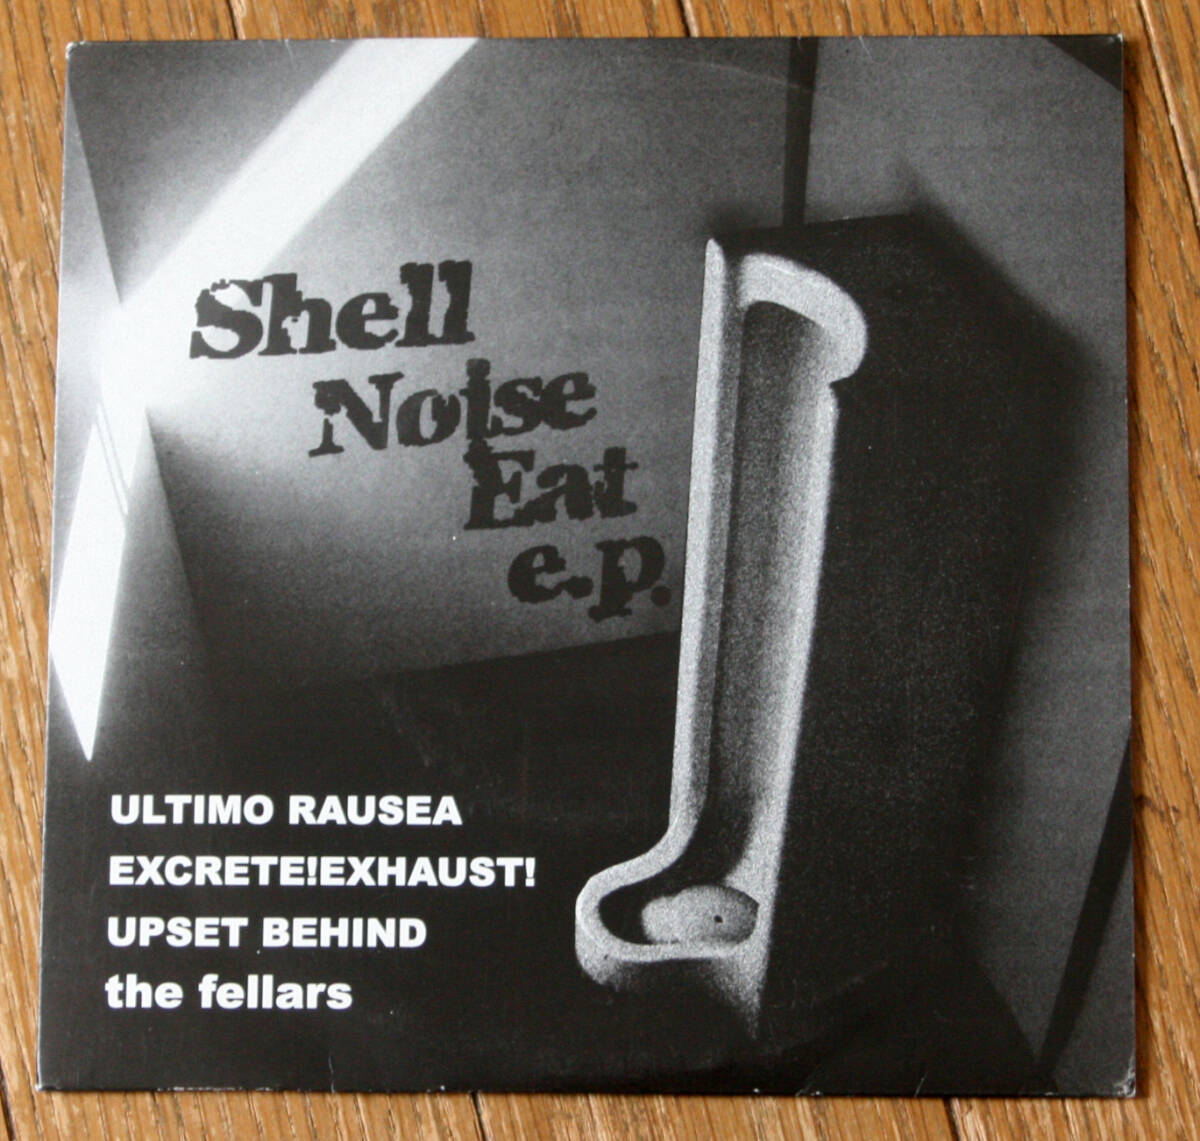 Shell
Noise
Eat
e.p.
ULTIMO RAUSEA
EXCRETE!EXHAUST!
UPSET BEHIND
the fellars